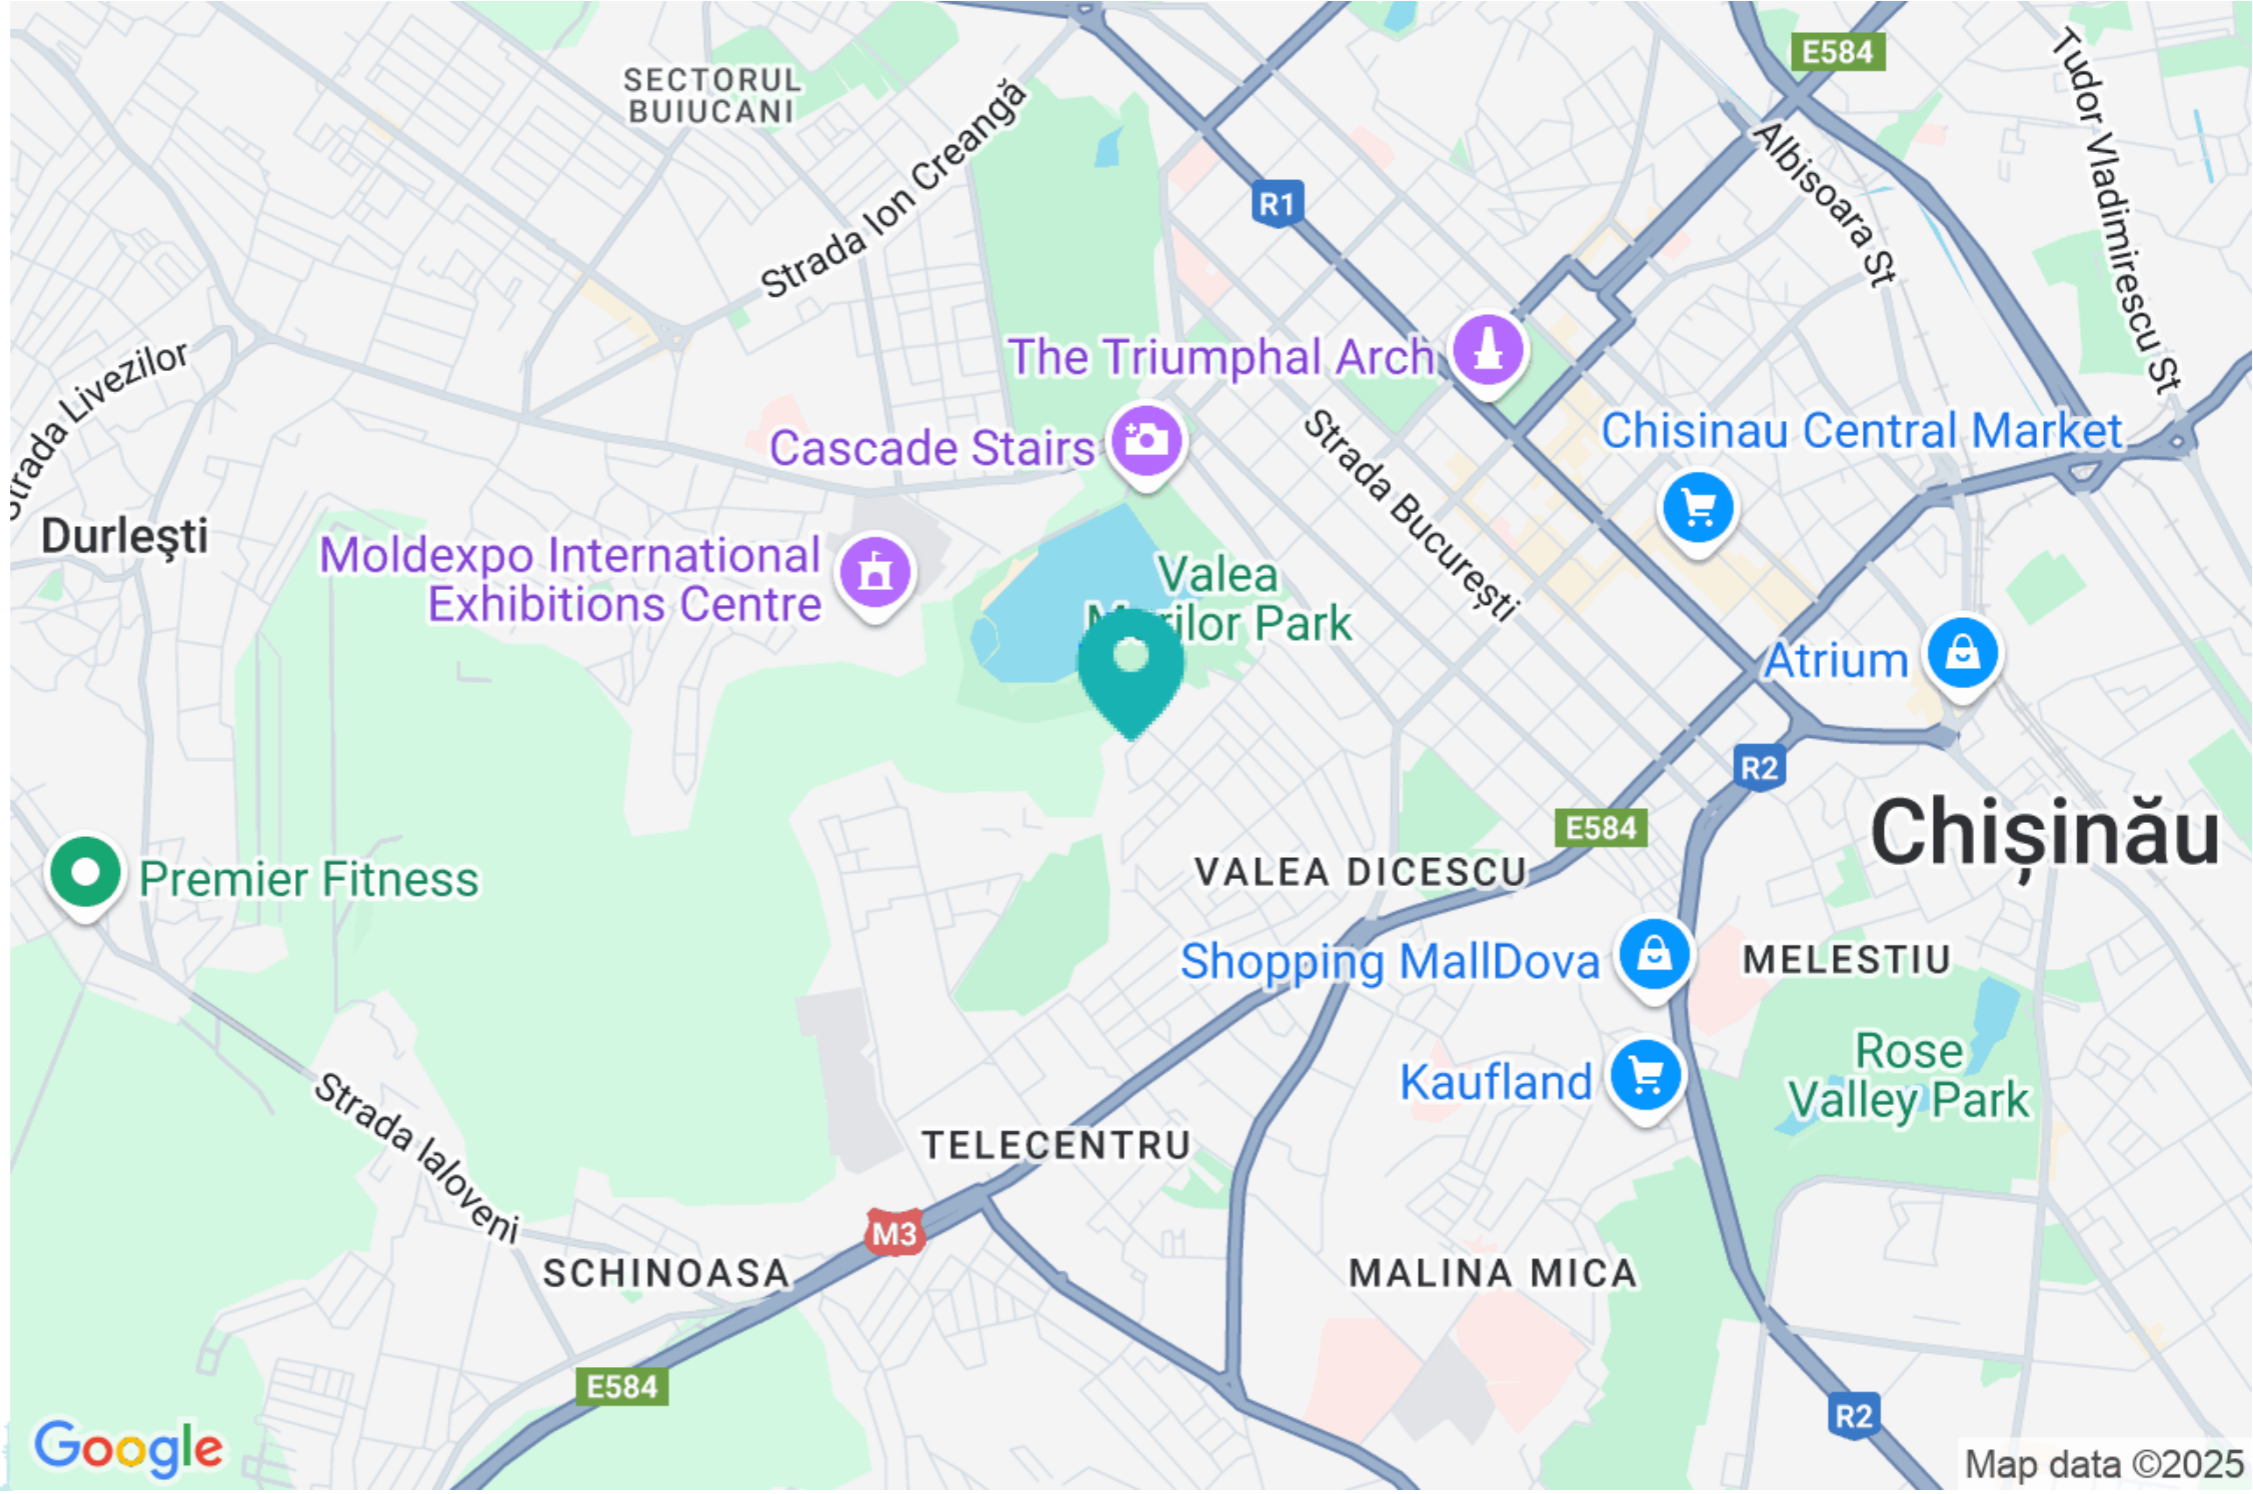 E584
SECTORUL
BUIUCANI
Strada Ion Creangă
Tudor Vladimirescu St
Albisoara St
R1
The Triumphal Arch
Strada Livezilor
Cascade Stairs
Strada București
Chisinau Central Market
Durleşti
Moldexpo International
Exhibitions Centre
Valea
Morilor Park
Atrium
R2
E584
Chișinău
VALEA DICESCU
Premier Fitness
Shopping MallDova
MELESTIU
Rose
Valley Park
Kaufland
Strada Ialoveni
TELECENTRU
M3
SCHINOASA
MALINA MICA
E584
R2
Google
Map data ©2025